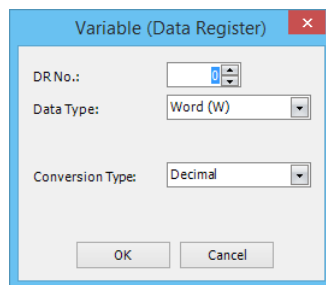 Variable (Data Register)
DR No.: 0
Data Type: Word (W)
Conversion Type: Decimal
OK Cancel